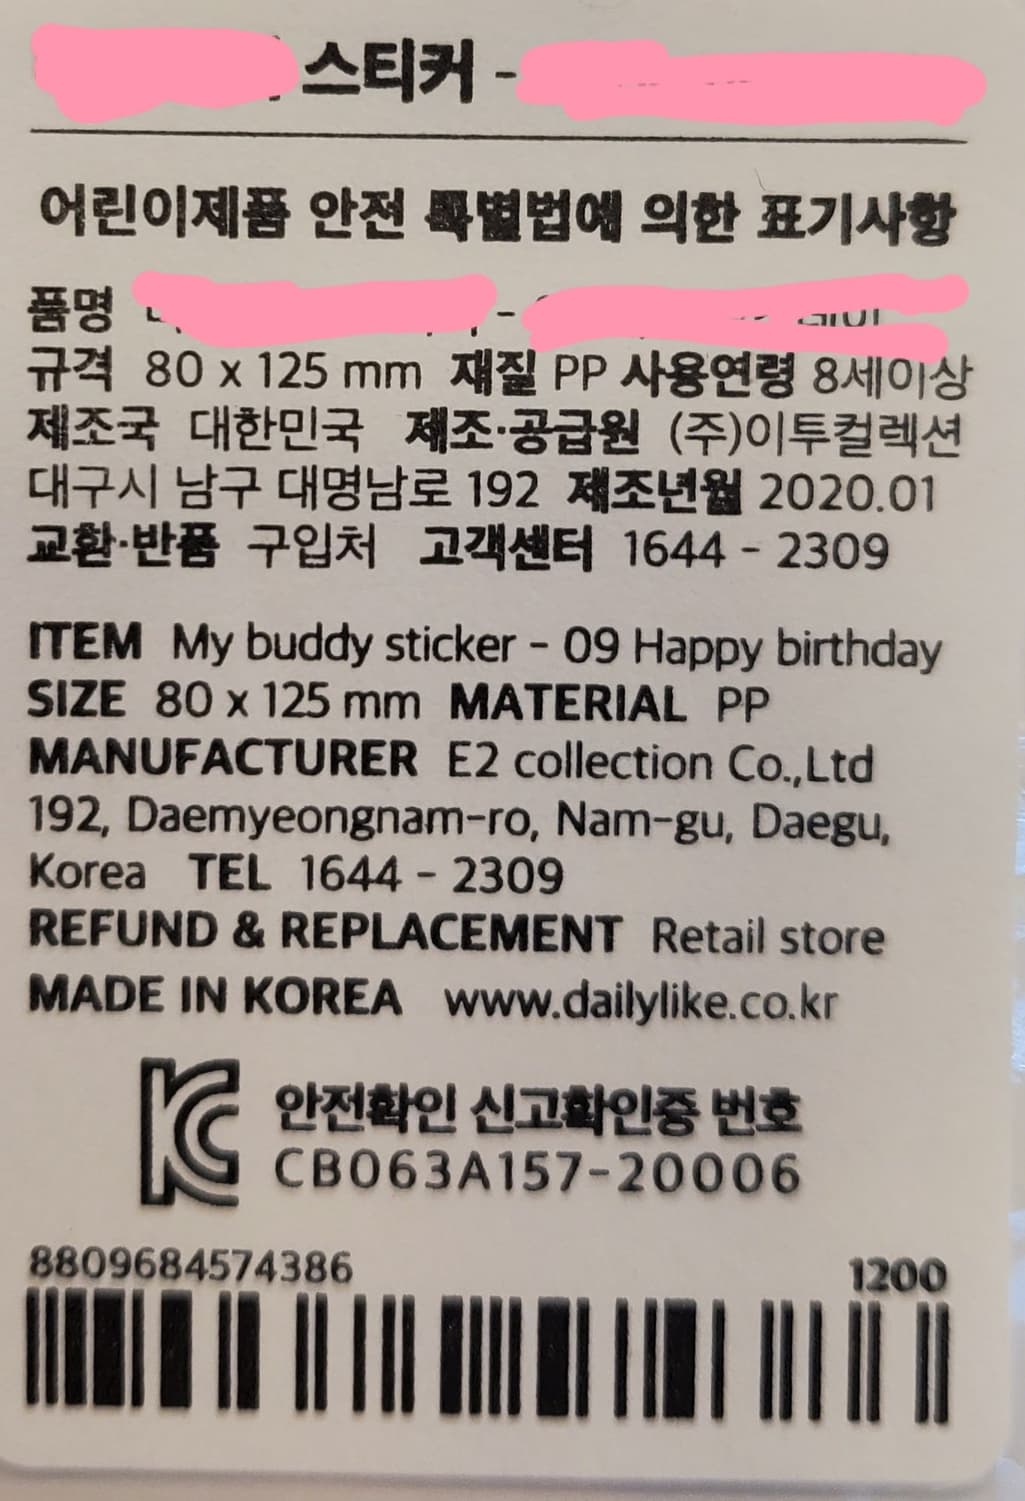 스티커 -
어린이제품 안전 특별법에 의한 표기사항
품명 -
규격 80 x 125 mm 재질 PP 사용연령 8세이상
제조국 대한민국 제조·공급원 (주)이투컬렉션
대구시 남구 대명남로 192 제조년월 2020.01
교환·반품 구입처 고객센터 1644 - 2309
ITEM My buddy sticker - 09 Happy birthday
SIZE 80 x 125 mm MATERIAL PP
MANUFACTURER E2 collection Co.,Ltd
192, Daemyeongnam-ro, Nam-gu, Daegu,
Korea TEL 1644 - 2309
REFUND & REPLACEMENT Retail store
MADE IN KOREA www.dailylike.co.kr
안전확인 신고확인증 번호
CB063A157-20006
8809684574386 1200